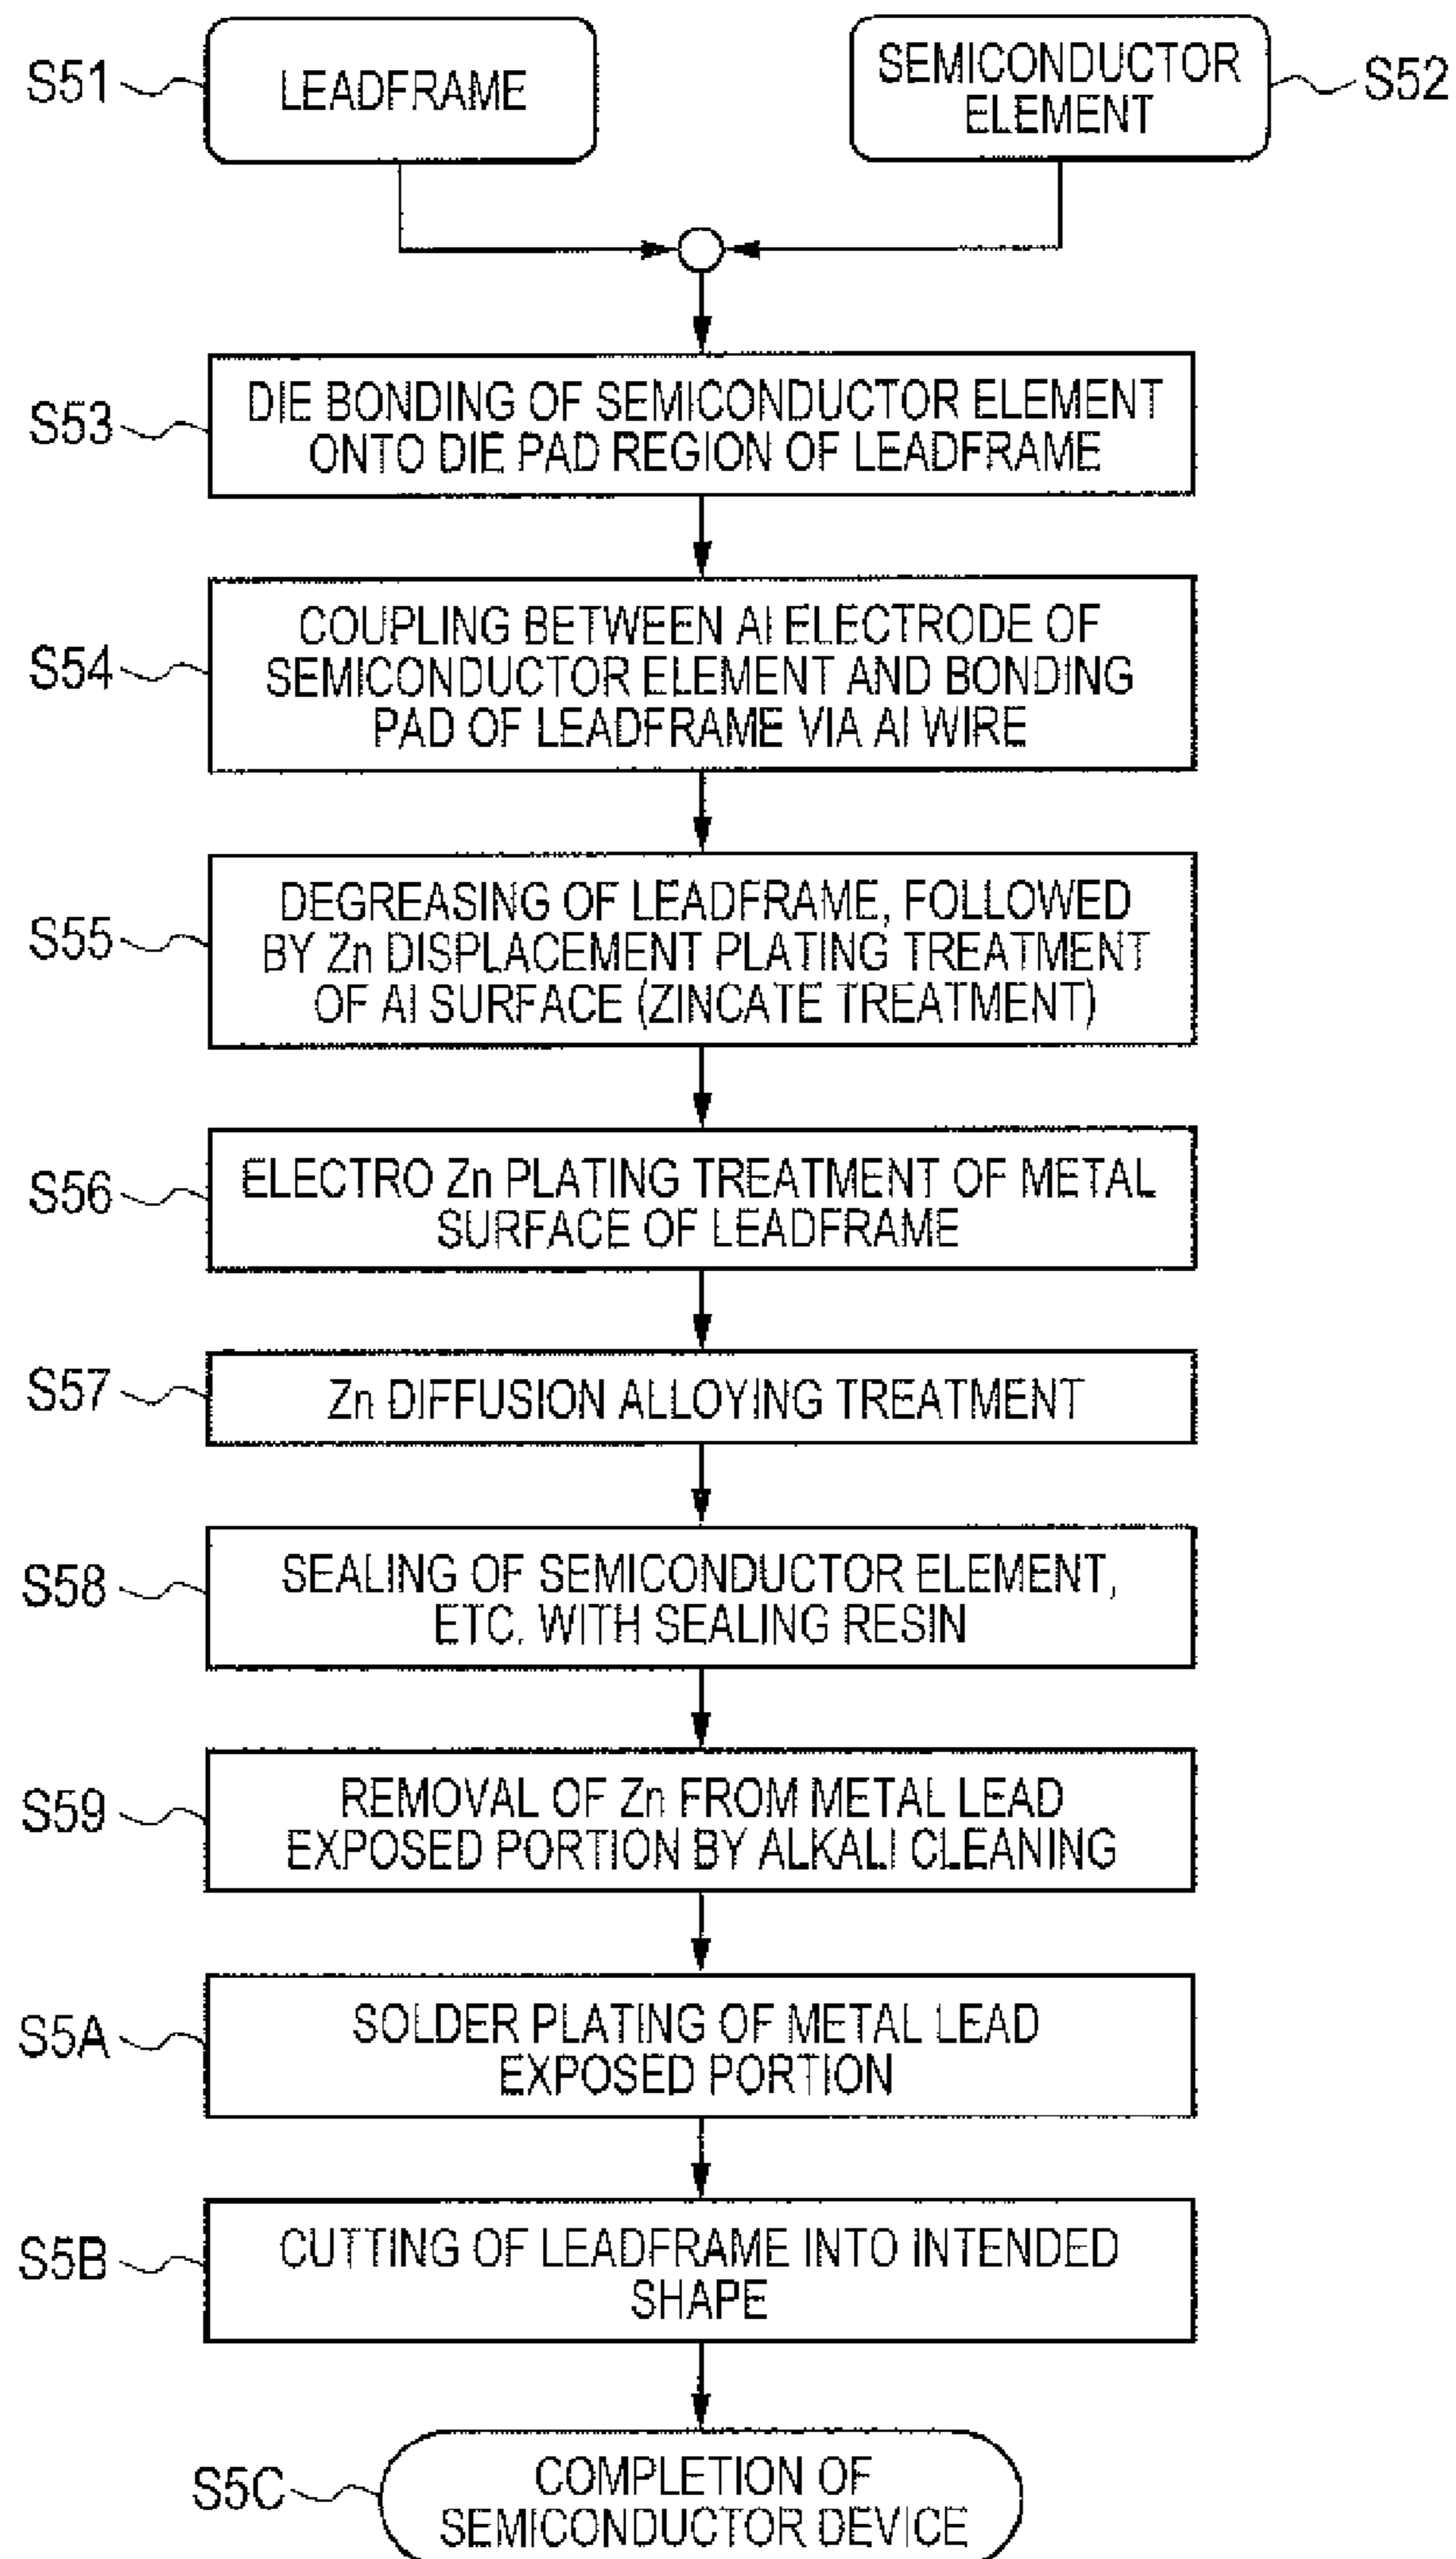 S51
LEADFRAME
SEMICONDUCTOR
ELEMENT
S52
S53
DIE BONDING OF SEMICONDUCTOR ELEMENT
ONTO DIE PAD REGION OF LEADFRAME
S54
COUPLING BETWEEN Al ELECTRODE OF
SEMICONDUCTOR ELEMENT AND BONDING
PAD OF LEADFRAME VIA Al WIRE
S55
DEGREASING OF LEADFRAME, FOLLOWED
BY Zn DISPLACEMENT PLATING TREATMENT
OF Al SURFACE (ZINCATE TREATMENT)
S56
ELECTRO Zn PLATING TREATMENT OF METAL
SURFACE OF LEADFRAME
S57
Zn DIFFUSION ALLOYING TREATMENT
S58
SEALING OF SEMICONDUCTOR ELEMENT,
ETC. WITH SEALING RESIN
S59
REMOVAL OF Zn FROM METAL LEAD
EXPOSED PORTION BY ALKALI CLEANING
S5A
SOLDER PLATING OF METAL LEAD
EXPOSED PORTION
S5B
CUTTING OF LEADFRAME INTO INTENDED
SHAPE
S5C
COMPLETION OF
SEMICONDUCTOR DEVICE